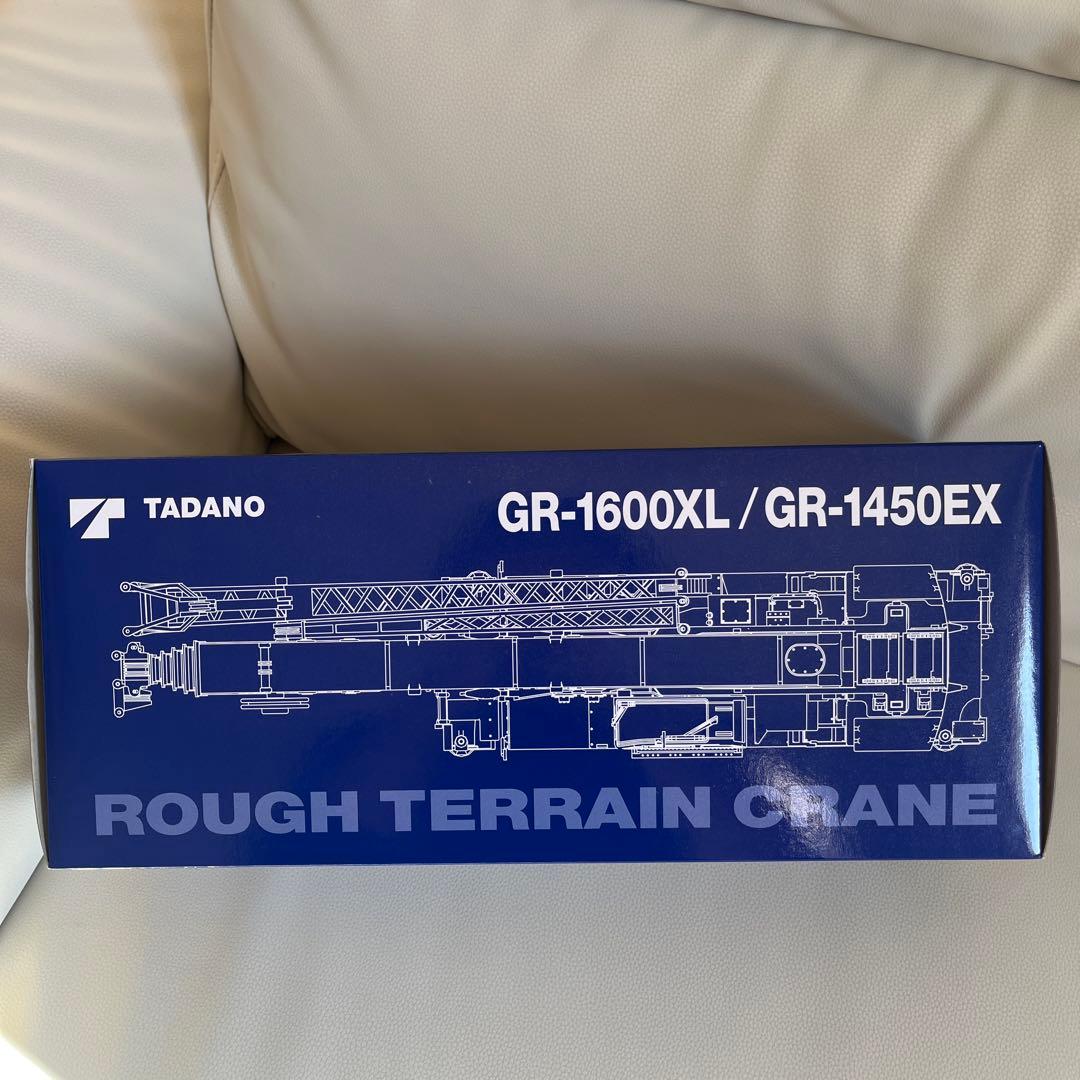 TADANO
GR-1600XL / GR-1450EX
ROUGH TERRAIN CRANE